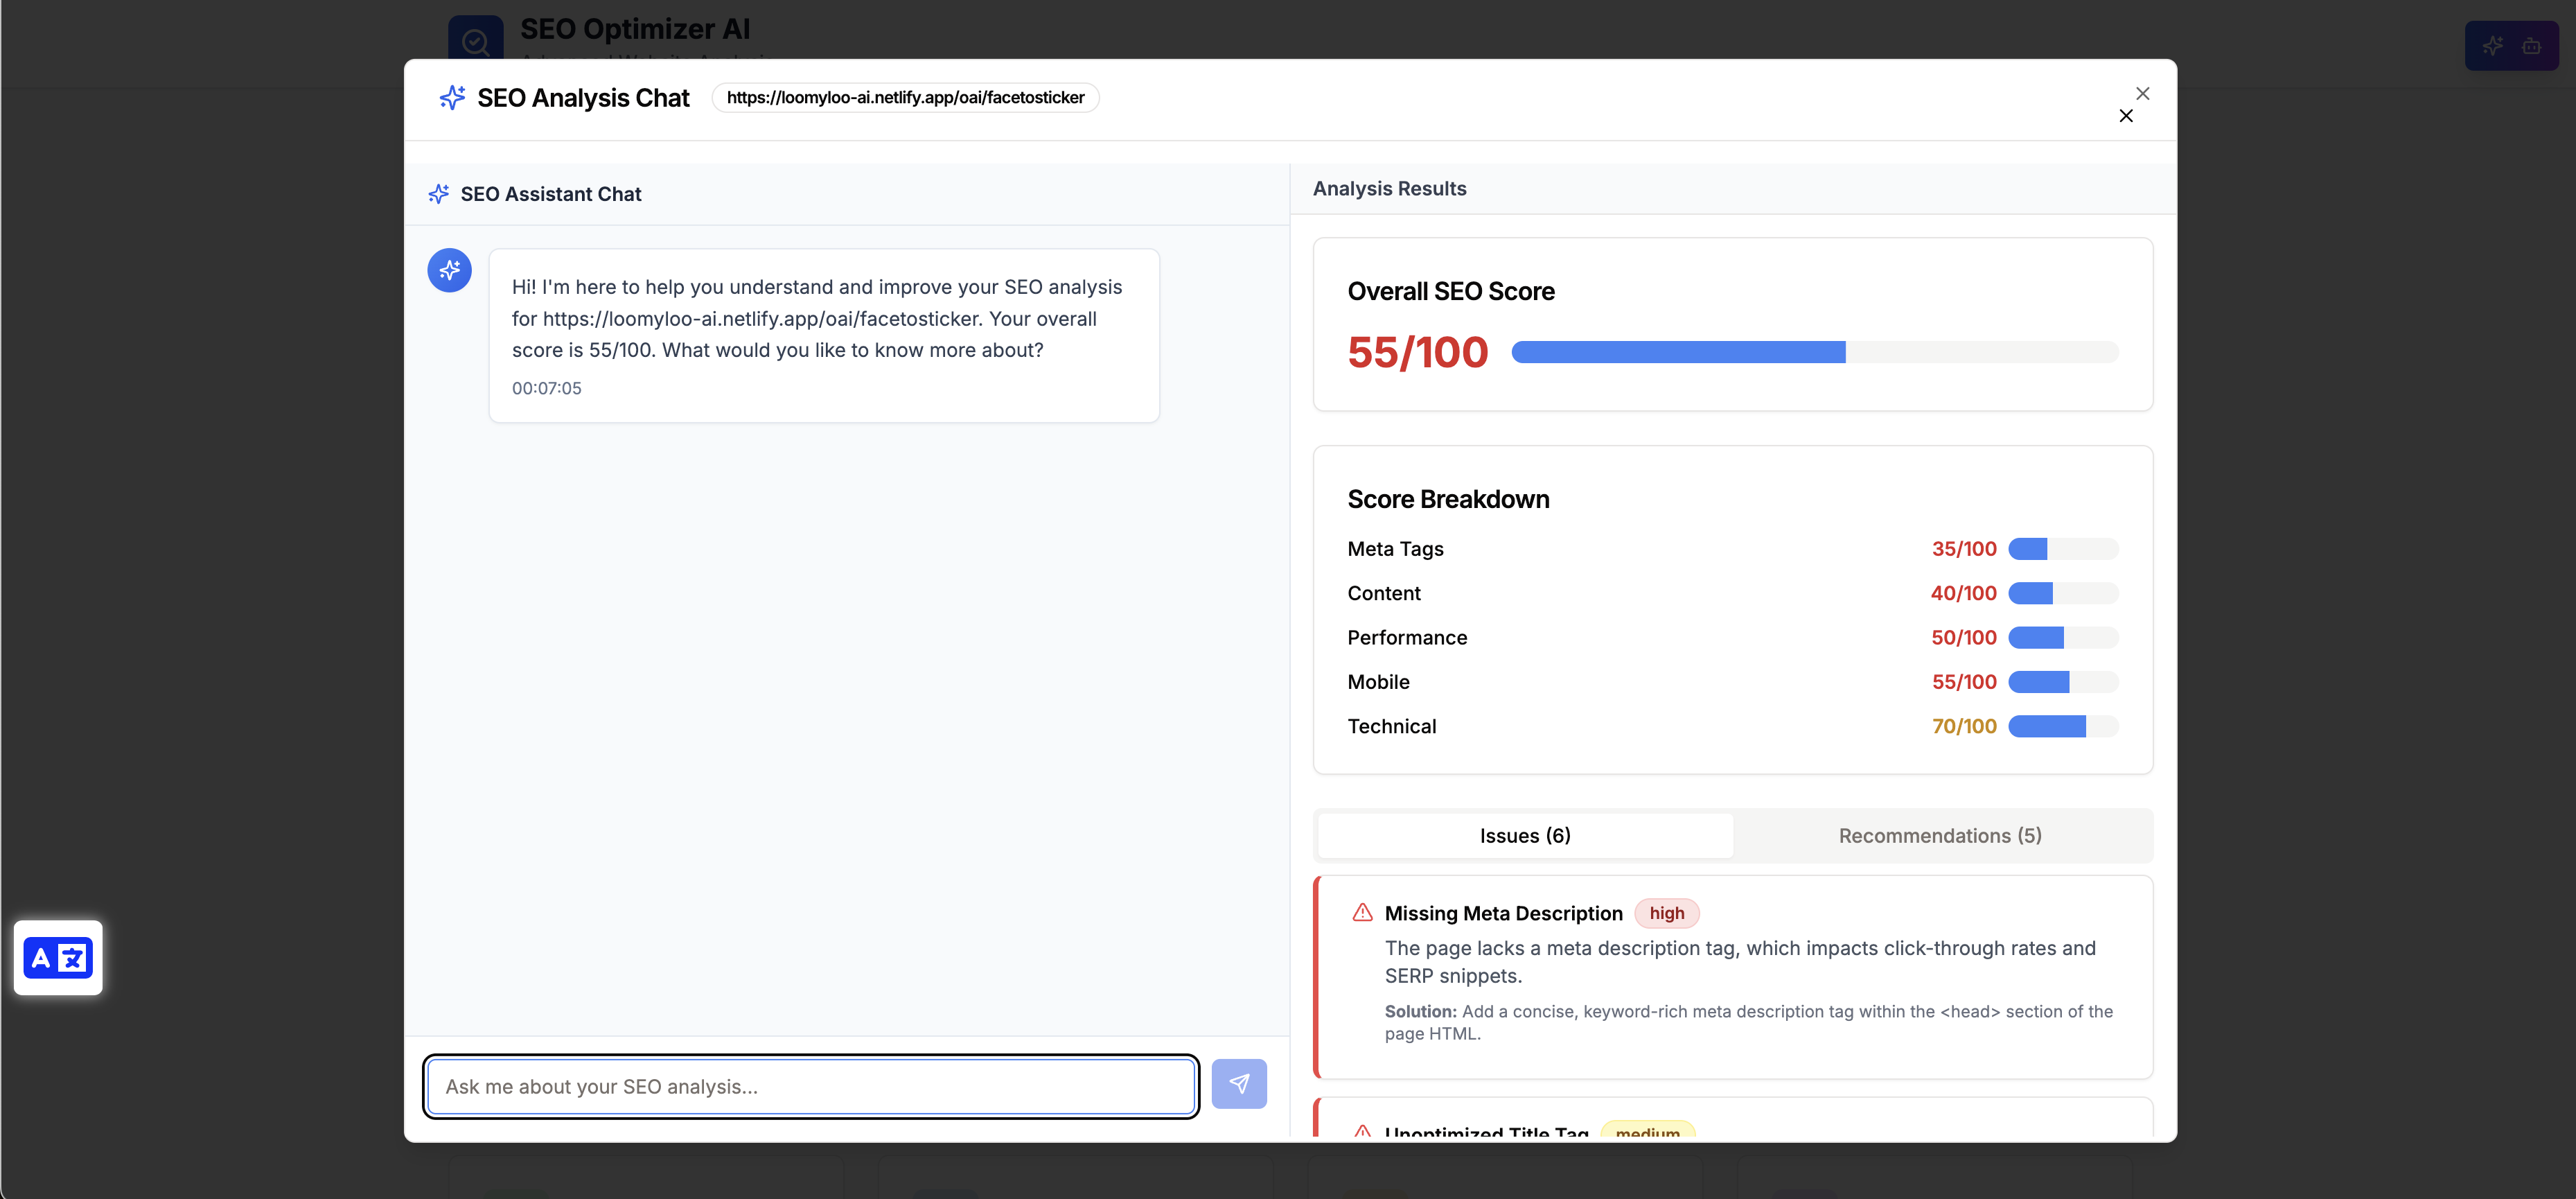 SEO Optimizer AI
SEO Analysis Chat
https://loomyloo-ai.netlify.app/oai/facetosticker
SEO Assistant Chat
Hi! I'm here to help you understand and improve your SEO analysis
for https://loomyloo-ai.netlify.app/oai/facetosticker. Your overall
score is 55/100. What would you like to know more about?
00:07:05
Ask me about your SEO analysis...
Analysis Results
Overall SEO Score
55/100
Score Breakdown
Meta Tags 35/100
Content 40/100
Performance 50/100
Mobile 55/100
Technical 70/100
Issues (6) Recommendations (5)
Missing Meta Description high
The page lacks a meta description tag, which impacts click-through rates and
SERP snippets.
Solution: Add a concise, keyword-rich meta description tag within the <head> section of the
page HTML.
Unoptimized Title Tag medium
A 文